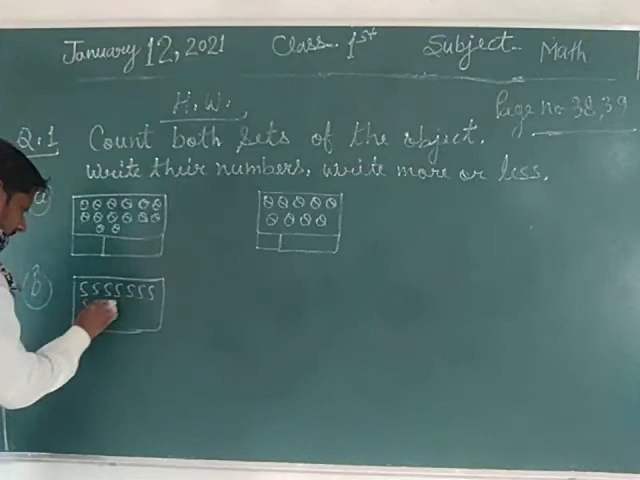 January 12, 2021 Class- 1st Subject- Math
H.W. Page no 38,39
Q.1 Count both sets of the object.
Write their numbers, write more or less.
a
b
SSSSSSS